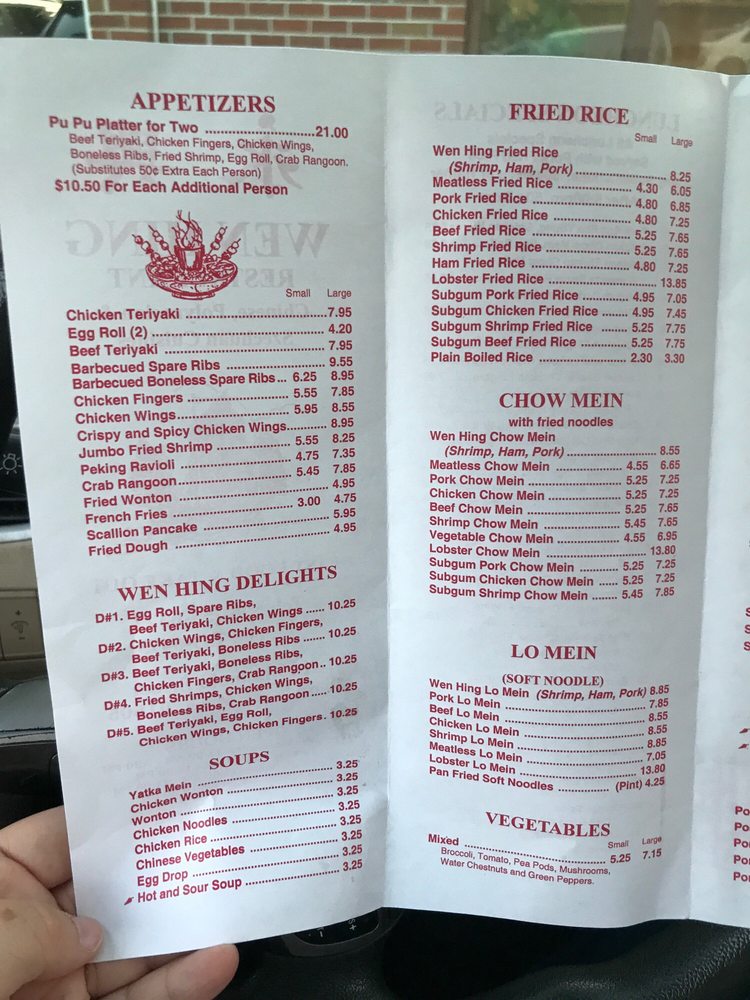 APPETIZERS
Pu Pu Platter for Two ............................21.00
Beef Teriyaki, Chicken Fingers, Chicken Wings,
Boneless Ribs, Fried Shrimp, Egg Roll, Crab Rangoon.
(Substitutes 50¢ Extra Each Person)
$10.50 For Each Additional Person
Small Large
Chicken Teriyaki ....................................7.95
Egg Roll (2) ........................................... 4.20
Beef Teriyaki ........................................ 7.95
Barbecued Spare Ribs .......................... 9.55
Barbecued Boneless Spare Ribs... 6.25 8.95
Chicken Fingers ........................... 5.55 7.85
Chicken Wings............................. 5.95 8.55
Crispy and Spicy Chicken Wings......... 8.95
Jumbo Fried Shrimp .................... 5.55 8.25
Peking Ravioli .............................. 4.75 7.35
Crab Rangoon............................. 5.45 7.85
Fried Wonton ...................................... 4.95
French Fries ................................ 3.00 4.75
Scallion Pancake ................................ 5.95
Fried Dough ........................................ 4.95
WEN HING DELIGHTS
D#1. Egg Roll, Spare Ribs,
Beef Teriyaki, Chicken Wings ...... 10.25
D#2. Chicken Wings, Chicken Fingers,
Beef Teriyaki, Boneless Ribs ....... 10.25
D#3. Beef Teriyaki, Boneless Ribs,
Chicken Fingers, Crab Rangoon.. 10.25
D#4. Fried Shrimps, Chicken Wings,
Boneless Ribs, Crab Rangoon ..... 10.25
D#5. Beef Teriyaki, Egg Roll,
Chicken Wings, Chicken Fingers. 10.25
SOUPS
Yatka Mein ................................ 3.25
Chicken Wonton ......................... 3.25
Wonton ...................................... 3.25
Chicken Noodles ........................ 3.25
Chicken Rice .............................. 3.25
Chinese Vegetables .................... 3.25
Egg Drop ................................... 3.25
Hot and Sour Soup ..................... 3.25
FRIED RICE
Small Large
Wen Hing Fried Rice
(Shrimp, Ham, Pork) ........................ 8.25
Meatless Fried Rice .................. 4.30 6.05
Pork Fried Rice ........................ 4.80 6.85
Chicken Fried Rice ................... 4.80 7.25
Beef Fried Rice ........................ 5.25 7.65
Shrimp Fried Rice ..................... 5.25 7.65
Ham Fried Rice ........................ 4.80 7.25
Lobster Fried Rice ........................... 13.85
Subgum Pork Fried Rice ............ 4.95 7.05
Subgum Chicken Fried Rice ....... 4.95 7.45
Subgum Shrimp Fried Rice ....... 5.25 7.75
Subgum Beef Fried Rice............ 5.25 7.75
Plain Boiled Rice ..................... 2.30 3.30
CHOW MEIN
with fried noodles
Wen Hing Chow Mein
(Shrimp, Ham, Pork) ........................ 8.55
Meatless Chow Mein ................ 4.55 6.65
Pork Chow Mein ...................... 5.25 7.25
Chicken Chow Mein .................. 5.25 7.25
Beef Chow Mein ....................... 5.25 7.65
Shrimp Chow Mein ................... 5.45 7.65
Vegetable Chow Mein ............... 4.55 6.95
Lobster Chow Mein .......................... 13.80
Subgum Pork Chow Mein .......... 5.25 7.25
Subgum Chicken Chow Mein ...... 5.25 7.25
Subgum Shrimp Chow Mein ........ 5.45 7.85
LO MEIN
(SOFT NOODLE)
Wen Hing Lo Mein (Shrimp, Ham, Pork) 8.85
Pork Lo Mein ................................... 7.85
Beef Lo Mein ................................... 8.55
Chicken Lo Mein .............................. 8.55
Shrimp Lo Mein ................................ 8.85
Meatless Lo Mein ............................. 7.05
Lobster Lo Mein .............................. 13.80
Pan Fried Soft Noodles ............. (Pint) 4.25
VEGETABLES
Small Large
Mixed .................................... 5.25 7.15
Broccoli, Tomato, Pea Pods, Mushrooms,
Water Chestnuts and Green Peppers.